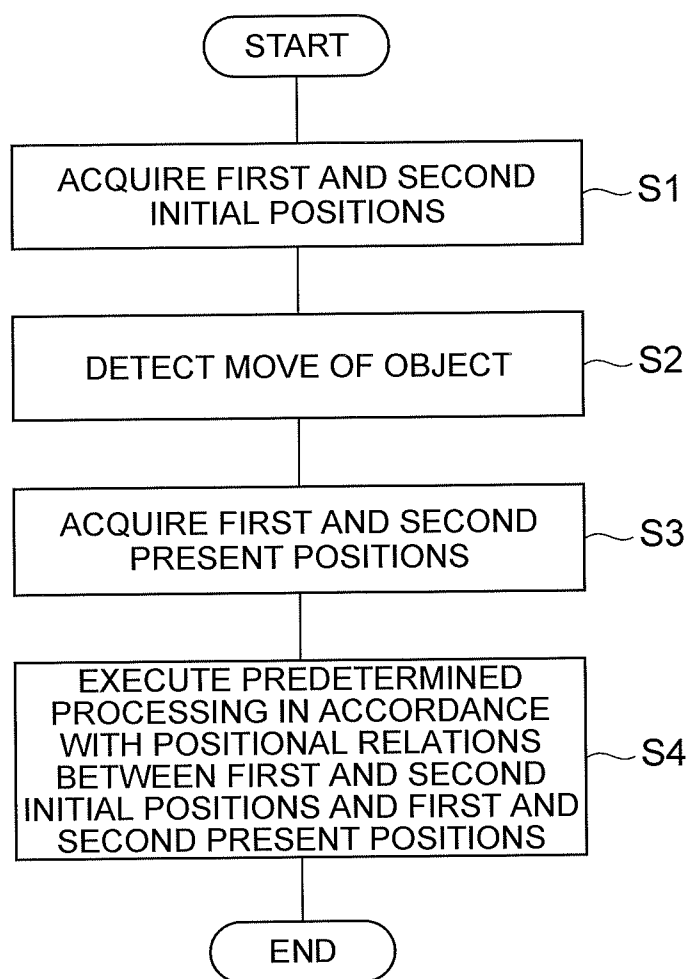 START
ACQUIRE FIRST AND SECOND
INITIAL POSITIONS
S1
DETECT MOVE OF OBJECT
S2
ACQUIRE FIRST AND SECOND
PRESENT POSITIONS
S3
EXECUTE PREDETERMINED
PROCESSING IN ACCORDANCE
WITH POSITIONAL RELATIONS
BETWEEN FIRST AND SECOND
INITIAL POSITIONS AND FIRST AND
SECOND PRESENT POSITIONS
S4
END